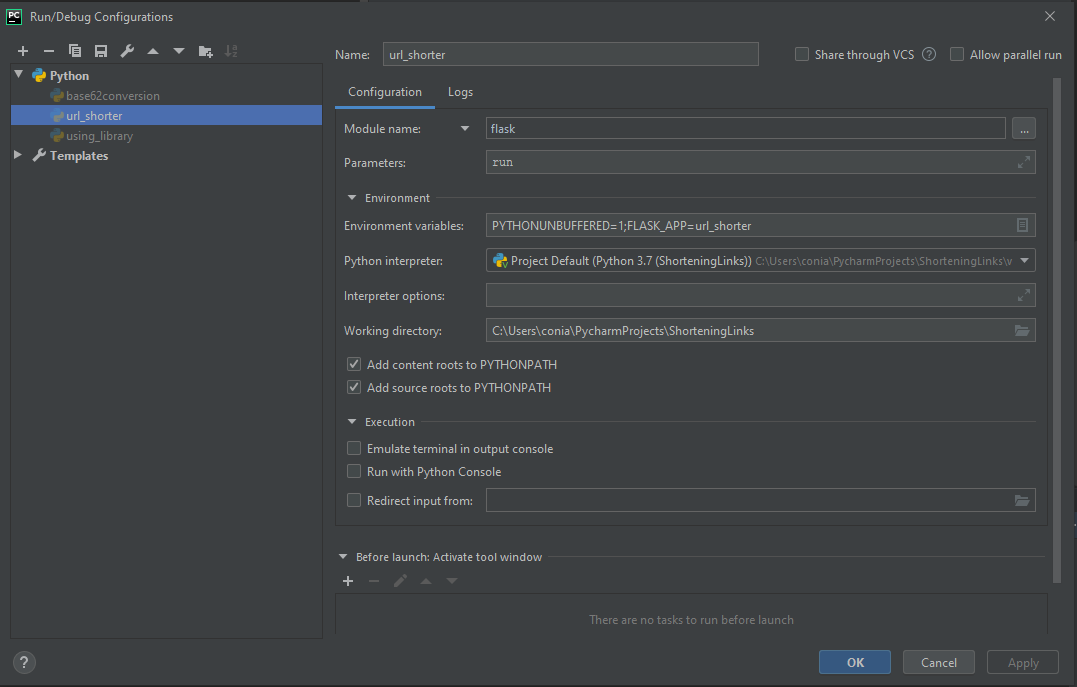 PC Run/Debug Configurations
Name: url_shorter Share through VCS ? Allow parallel run
Python
base62conversion
url_shorter
using_library
Templates
Configuration Logs
Module name: flask ...
Parameters: run
Environment
Environment variables: PYTHONUNBUFFERED=1;FLASK_APP=url_shorter
Python interpreter: Project Default (Python 3.7 (ShorteningLinks)) C:\Users\conia\PycharmProjects\ShorteningLinks\v
Interpreter options:
Working directory: C:\Users\conia\PycharmProjects\ShorteningLinks
Add content roots to PYTHONPATH
Add source roots to PYTHONPATH
Execution
Emulate terminal in output console
Run with Python Console
Redirect input from:
Before launch: Activate tool window
There are no tasks to run before launch
? OK Cancel Apply